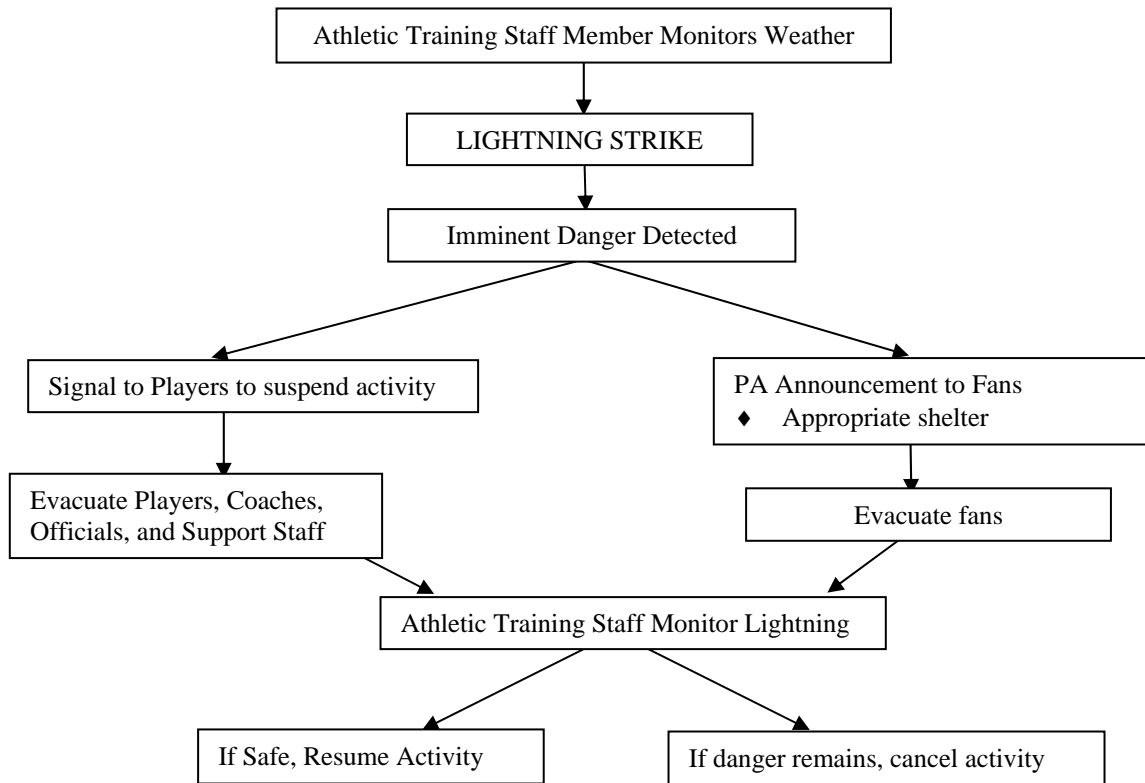 Athletic Training Staff Member Monitors Weather
LIGHTNING STRIKE
Imminent Danger Detected
Signal to Players to suspend activity
PA Announcement to Fans
♦ Appropriate shelter
Evacuate Players, Coaches,
Officials, and Support Staff
Evacuate fans
Athletic Training Staff Monitor Lightning
If Safe, Resume Activity
If danger remains, cancel activity